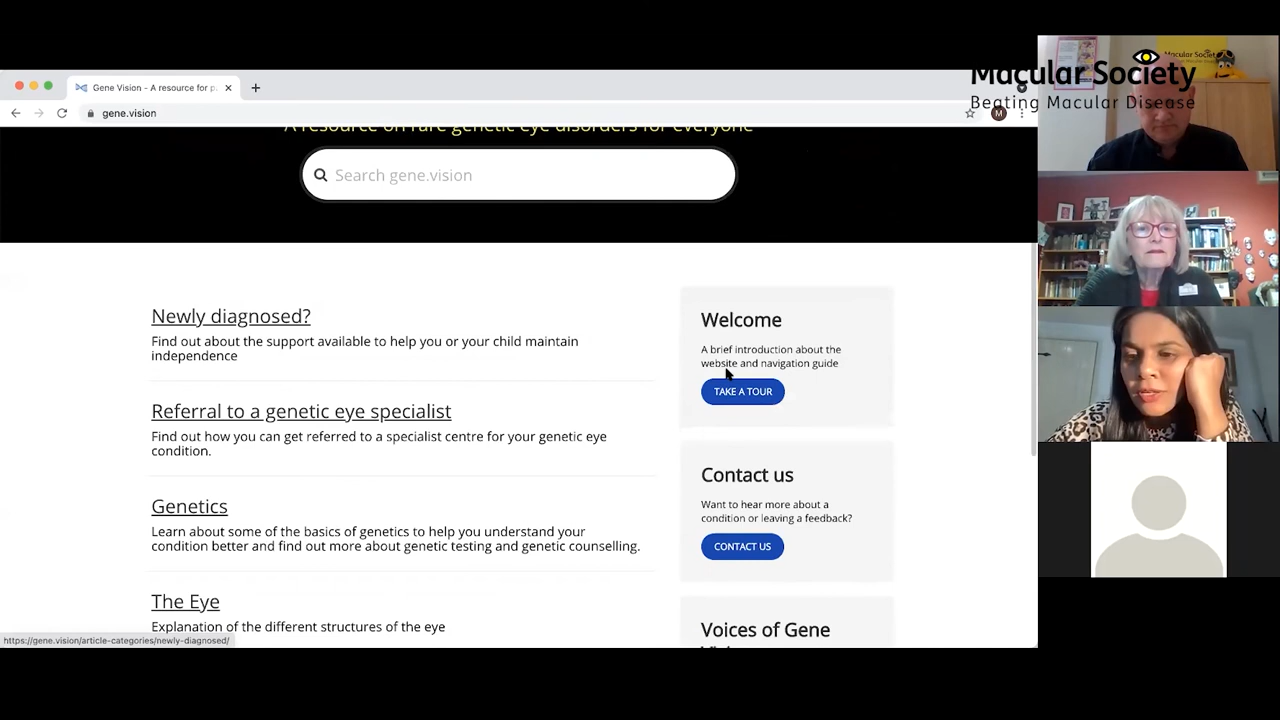 Gene Vision - A resource for p.
gene.vision
M
Macular Society
Beating Macular Disease
Macular Society
A resource on rare genetic eye disorders for everyone
Search gene.vision
Newly diagnosed?
Find out about the support available to help you or your child maintain
independence
Referral to a genetic eye specialist
Find out how you can get referred to a specialist centre for your genetic eye
condition.
Genetics
Learn about some of the basics of genetics to help you understand your
condition better and find out more about genetic testing and genetic counselling.
The Eye
Explanation of the different structures of the eye
Welcome
A brief introduction about the
website and navigation guide
TAKE A TOUR
Contact us
Want to hear more about a
condition or leaving a feedback?
CONTACT US
Voices of Gene
https://gene.vision/article-categories/newly-diagnosed/